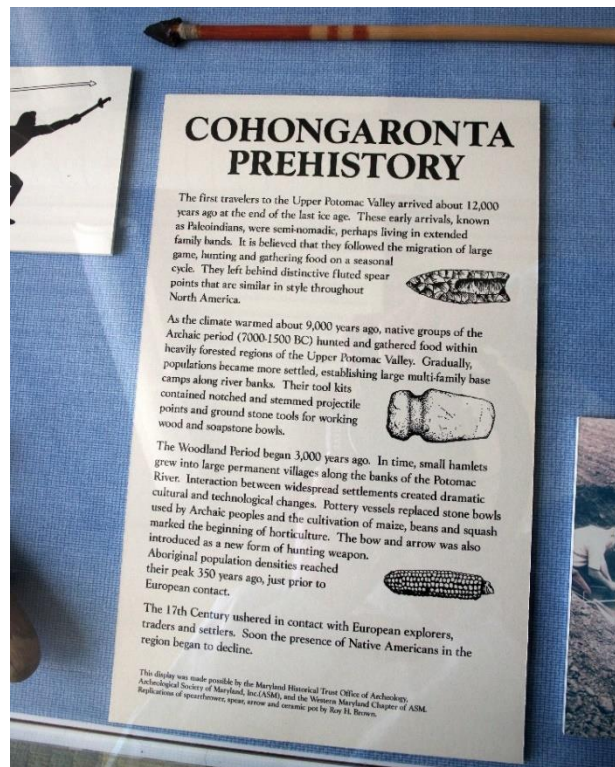 COHONGARONTA
PREHISTORY
The first travelers to the Upper Potomac Valley arrived about 12,000
years ago at the end of the last ice age. These early arrivals, known
as Paleoindians, were semi-nomadic, perhaps living in extended
family bands. It is believed that they followed the migration of large
game, hunting and gathering food on a seasonal
cycle. They left behind distinctive fluted spear
points that are similar in style throughout
North America.
As the climate warmed about 9,000 years ago, native groups of the
Archaic period (7000-1500 BC) hunted and gathered food within
heavily forested regions of the Upper Potomac Valley. Gradually,
populations became more settled, establishing large multi-family base
camps along river banks. Their tool kits
contained notched and stemmed projectile
points and ground stone tools for working
wood and soapstone bowls.
The Woodland Period began 3,000 years ago. In time, small hamlets
grew into large permanent villages along the banks of the Potomac
River. Interaction between widespread settlements created dramatic
cultural and technological changes. Pottery vessels replaced stone bowls
used by Archaic peoples and the cultivation of maize, beans and squash
marked the beginning of horticulture. The bow and arrow was also
introduced as a new form of hunting weapon.
Aboriginal population densities reached
their peak 350 years ago, just prior to
European contact.
The 17th Century ushered in contact with European explorers,
traders and settlers. Soon the presence of Native Americans in the
region began to decline.
This display was made possible by the Maryland Historical Trust Office of Archeology,
Archeological Society of Maryland, Inc.(ASM), and the Western Maryland Chapter of ASM.
Replications of spearthrower, spear, arrow and ceramic pot by Roy H. Brown.